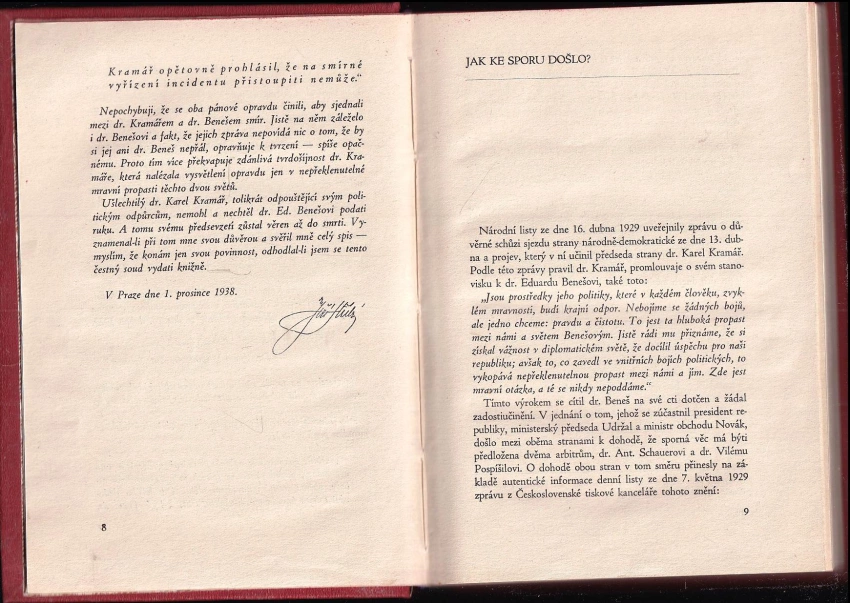 Kramář opětovně prohlásil, že na smírné
vyřízení incidentu přistoupiti nemůže."
Nepochybuji, že se oba pánové opravdu činili, aby sjednali
mezi dr. Kramářem a dr. Benešem smír. Jistě na něm záleželo
i dr. Benešovi a fakt, že jejich zpráva nepovídá nic o tom, že by
si jej ani dr. Beneš nepřál, opravňuje k tvrzení — spíše opač-
nému. Proto tím více překvapuje zdánlivá tvrdošíjnost dr. Kra-
máře, která nalézala vysvětlení opravdu jen v nepřeklenutelné
mravní propasti těchto dvou světů.
Ušlechtilý dr. Karel Kramář, tolikrát odpouštějící svým poli-
tickým odpůrcům, nemohl a nechtěl dr. Ed. Benešovi podati
ruku. A tomu svému předsevzetí zůstal věren až do smrti. Vy-
znamenal-li při tom mne svou důvěrou a svěřil mně celý spis —
myslim, že konám jen svou povinnost, odhodlal-li jsem se tento
čestný soud vydati knižně.
V Praze dne 1. prosince 1938.
8
JAK KE SPORU DOŠLO?
Národní listy ze dne 16. dubna 1929 uveřejnily zprávu o dů-
věrné schůzi sjezdu strany národně-demokratické ze dne 13. dub-
na a projev, který v ní učinil předseda strany dr. Karel Kramář.
Podle této zprávy pravil dr. Kramář, promlouvaje o svém stano-
visku k dr. Eduardu Benešovi, také toto:
„Jsou prostředky jeho politiky, které v každém člověku, zvyk-
lém mravnosti, budí krajní odpor. Nebojíme se žádných bojů,
ale jedno chceme: pravdu a čistotu. To jest ta hluboká propast
mezi námi a světem Benešovým. Jistě rádi mu přiznáme, že si
získal vážnost v diplomatickém světě, že docílil úspěchu pro naši
republiku; avšak to, co zavedl ve vnitřních bojích politických, to
vykopává nepřeklenutelnou propast mezi námi a jím. Zde jest
mravní otázka, a té se nikdy nepoddáme."
Tímto výrokem se cítil dr. Beneš na své cti dotčen a žádal
zadostiučinění. V jednání o tom, jehož se zúčastnil president re-
publiky, ministerský předseda Udržal a ministr obchodu Novák,
došlo mezi oběma stranami k dohodě, že sporná věc má býti
předložena dvěma arbitrům, dr. Ant. Schauerovi a dr. Vilému
Pospíšilovi. O dohodě obou stran v tom směru přinesly na zá-
kladě autentické informace denní listy ze dne 7. května 1929
zprávu z Československé tiskové kanceláře tohoto znění:
9